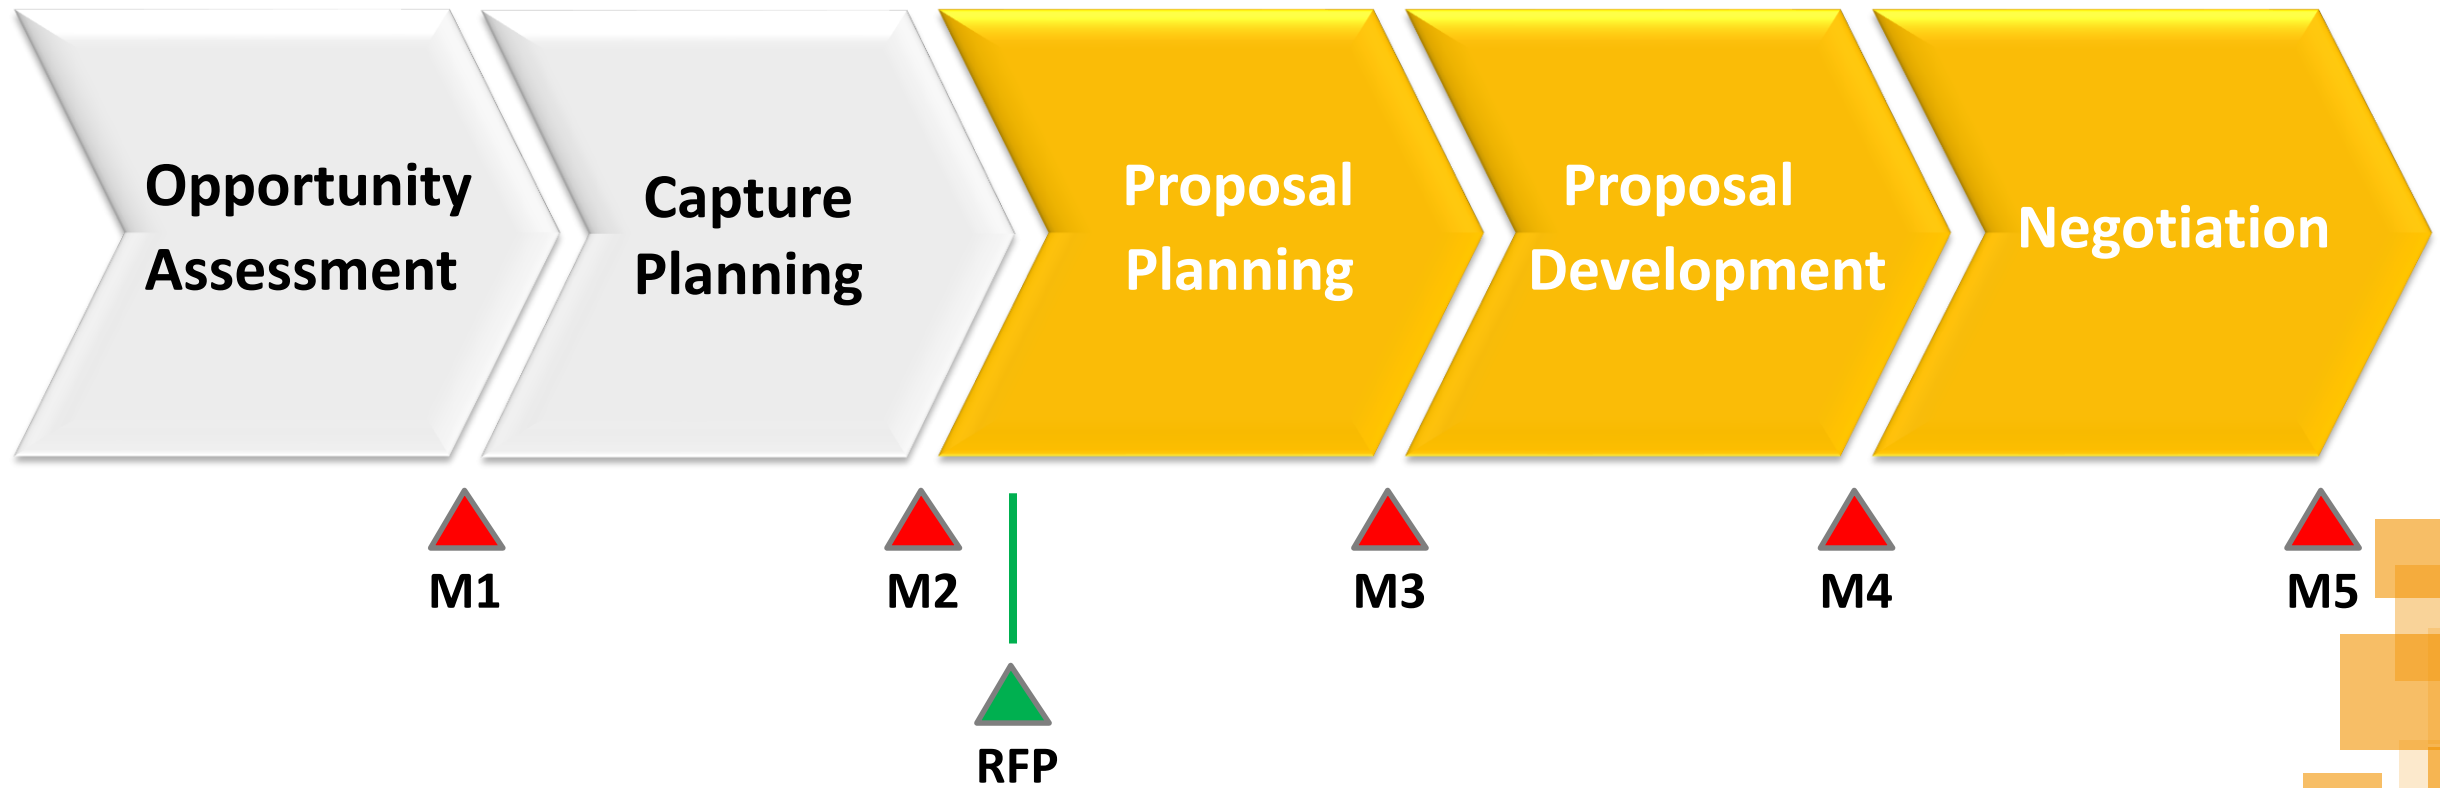 Opportunity
Assessment
Capture
Planning
Proposal
Planning
Proposal
Development
Negotiation
M1
M2
M3
M4
M5
RFP